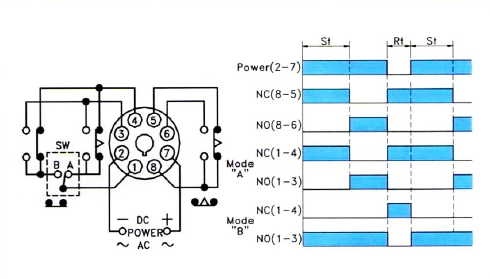 St Rt St
Power(2-7)
NC(8-5)
NO(8-6)
Mode "A"
NC(1-4)
NO(1-3)
Mode "B"
NC(1-4)
NO(1-3)
4 5
3 6
2 7
1 8
SW
B A
− DC +
POWER
~ AC ~